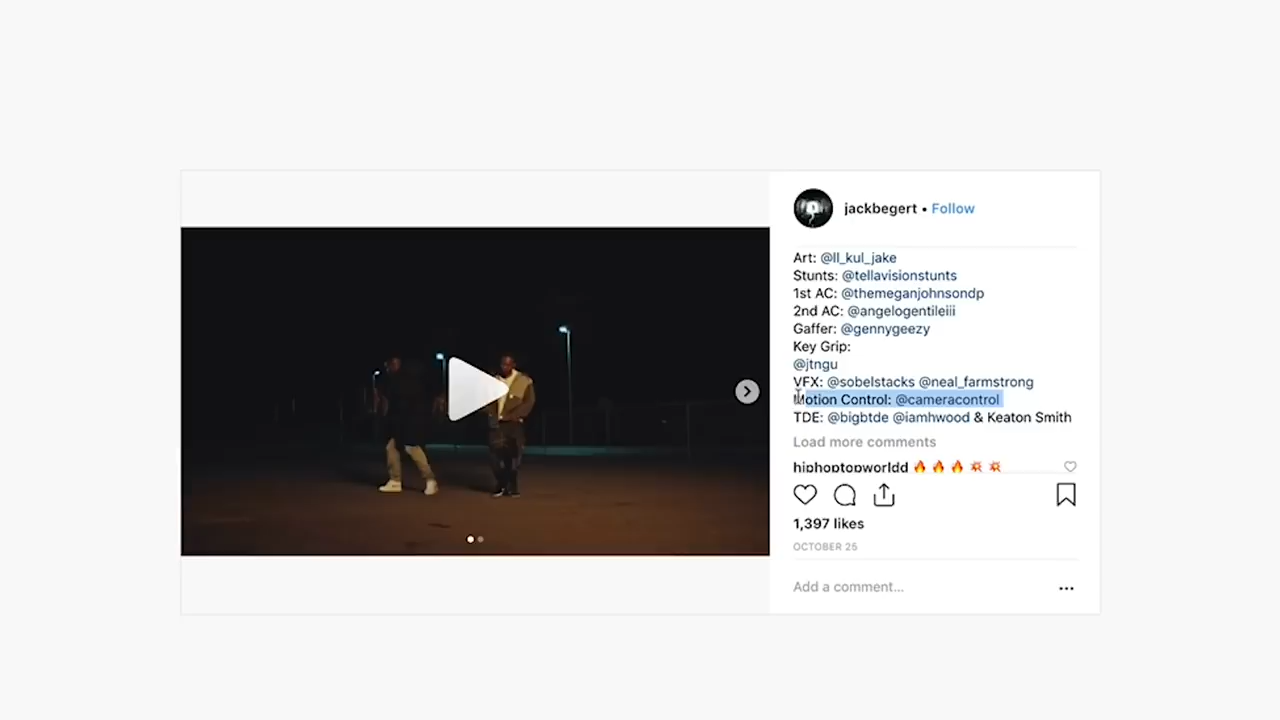 jackbegert • Follow
Art: @ll_kul_jake
Stunts: @tellavisionstunts
1st AC: @themeganjohnsondp
2nd AC: @angelogentileiii
Gaffer: @gennygeezy
Key Grip:
@jtngu
VFX: @sobelstacks @neal_farmstrong
Motion Control: @cameracontrol
TDE: @bigbtde @iamhwood & Keaton Smith
Load more comments
hiphoptopworldd 🔥 🔥 🔥 💥 💥
1,397 likes
OCTOBER 25
Add a comment...